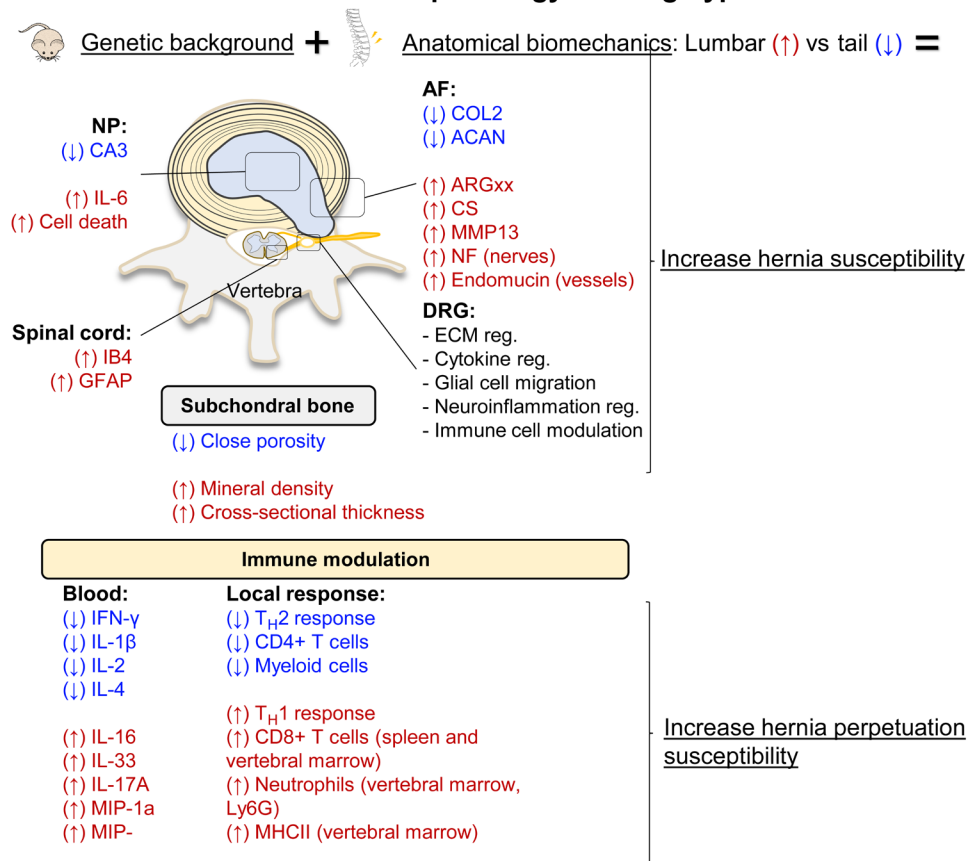 Genetic background + Anatomical biomechanics: Lumbar (↑) vs tail (↓) =
NP:
(↓) CA3
(↑) IL-6
(↑) Cell death
AF:
(↓) COL2
(↓) ACAN
(↑) ARGxx
(↑) CS
(↑) MMP13
(↑) NF (nerves)
(↑) Endomucin (vessels)
Increase hernia susceptibility
Vertebra
Spinal cord:
(↑) IB4
(↑) GFAP
DRG:
- ECM reg.
- Cytokine reg.
- Glial cell migration
- Neuroinflammation reg.
- Immune cell modulation
Subchondral bone
(↓) Close porosity
(↑) Mineral density
(↑) Cross-sectional thickness
Immune modulation
Blood:
(↓) IFN-γ
(↓) IL-1β
(↓) IL-2
(↓) IL-4
(↑) IL-16
(↑) IL-33
(↑) IL-17A
(↑) MIP-1a
(↑) MIP-
Local response:
(↓) TH2 response
(↓) CD4+ T cells
(↓) Myeloid cells
(↑) TH1 response
(↑) CD8+ T cells (spleen and
vertebral marrow)
(↑) Neutrophils (vertebral marrow,
Ly6G)
(↑) MHCII (vertebral marrow)
Increase hernia perpetuation
susceptibility